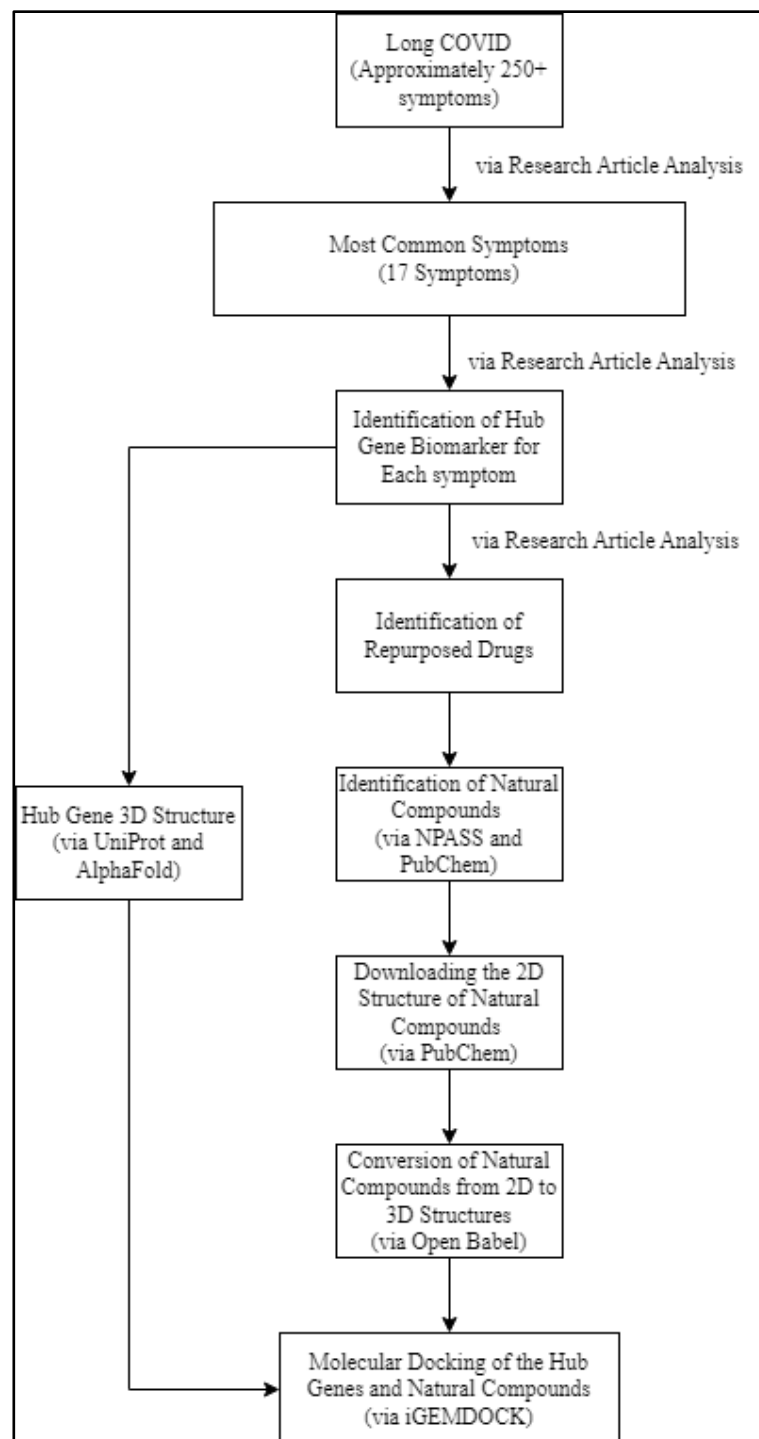 Long COVID
(Approximately 250+
symptoms)
via Research Article Analysis
Most Common Symptoms
(17 Symptoms)
via Research Article Analysis
Identification of Hub
Gene Biomarker for
Each symptom
via Research Article Analysis
Identification of
Repurposed Drugs
Hub Gene 3D Structure
(via UniProt and
AlphaFold)
Identification of Natural
Compounds
(via NPASS and
PubChem)
Downloading the 2D
Structure of Natural
Compounds
(via PubChem)
Conversion of Natural
Compounds from 2D to
3D Structures
(via Open Babel)
Molecular Docking of the Hub
Genes and Natural Compounds
(via iGEMDOCK)